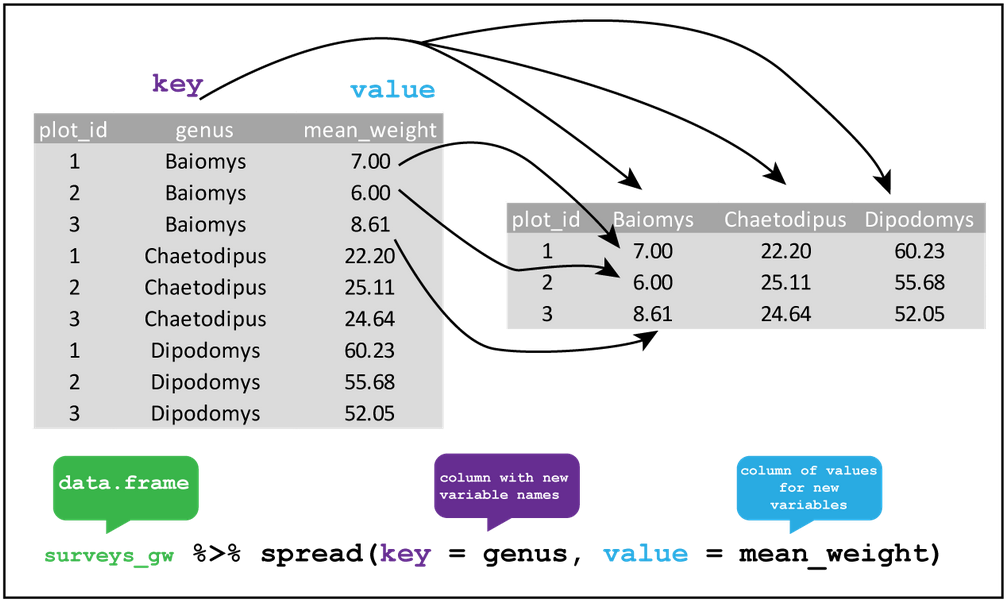 key
value
plot_id genus mean_weight
1 Baiomys 7.00
2 Baiomys 6.00
3 Baiomys 8.61
1 Chaetodipus 22.20
2 Chaetodipus 25.11
3 Chaetodipus 24.64
1 Dipodomys 60.23
2 Dipodomys 55.68
3 Dipodomys 52.05
plot_id Baiomys Chaetodipus Dipodomys
1 7.00 22.20 60.23
2 6.00 25.11 55.68
3 8.61 24.64 52.05
data.frame
column with new
variable names
column of values
for new
variables
surveys_gw %>% spread(key = genus, value = mean_weight)